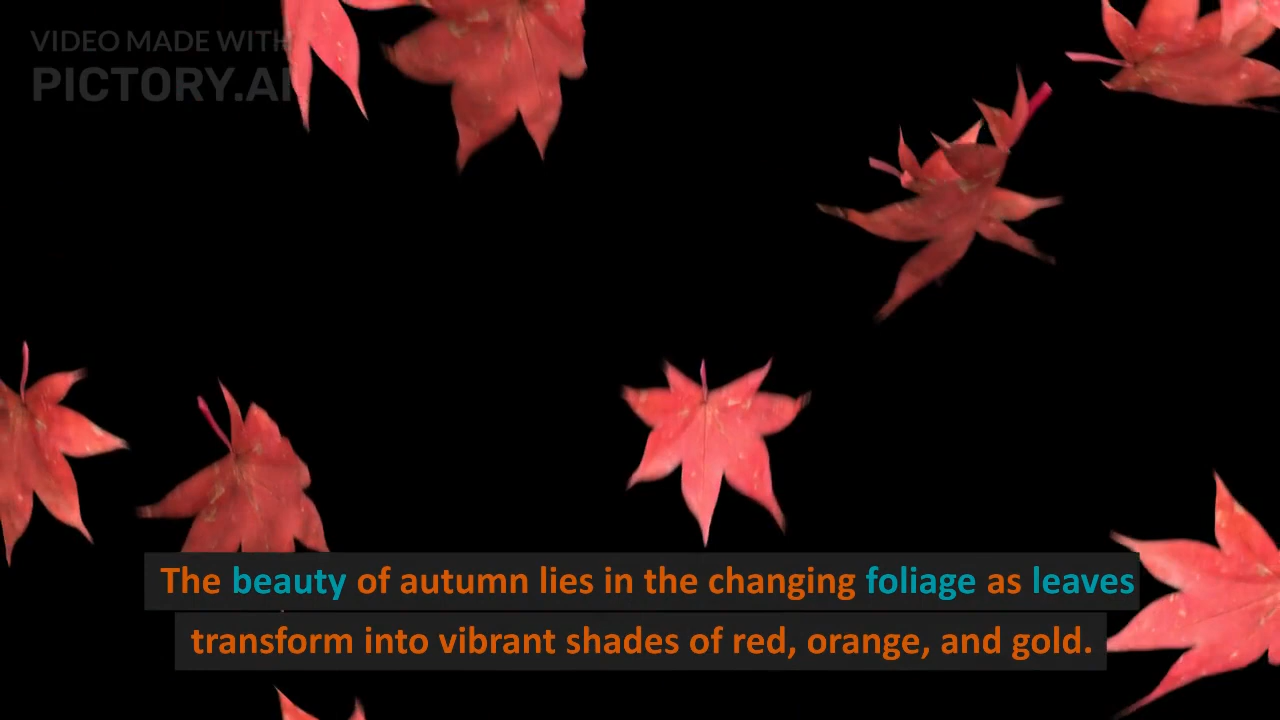 VIDEO MADE WITH
PICTORY.AI
The beauty of autumn lies in the changing foliage as leaves
transform into vibrant shades of red, orange, and gold.